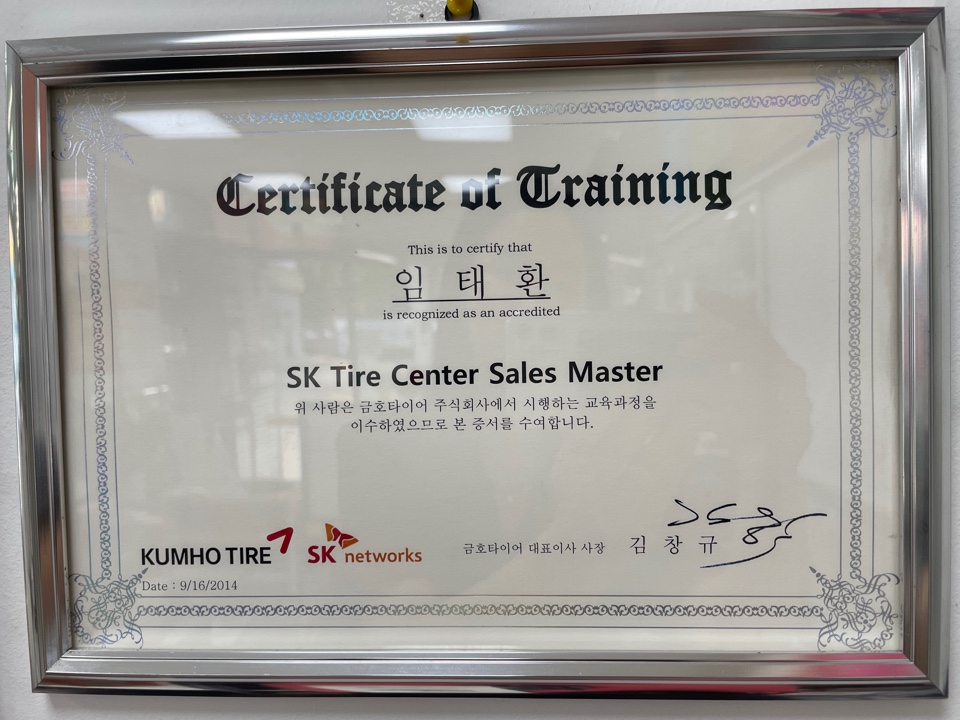 Certificate of Training
This is to certify that
임 태 환
is recognized as an accredited
SK Tire Center Sales Master
위 사람은 금호타이어 주식회사에서 시행하는 교육과정을
이수하였으므로 본 증서를 수여합니다.
KUMHO TIRE
SK networks
금호타이어 대표이사 사장 김 창 규
Date : 9/16/2014